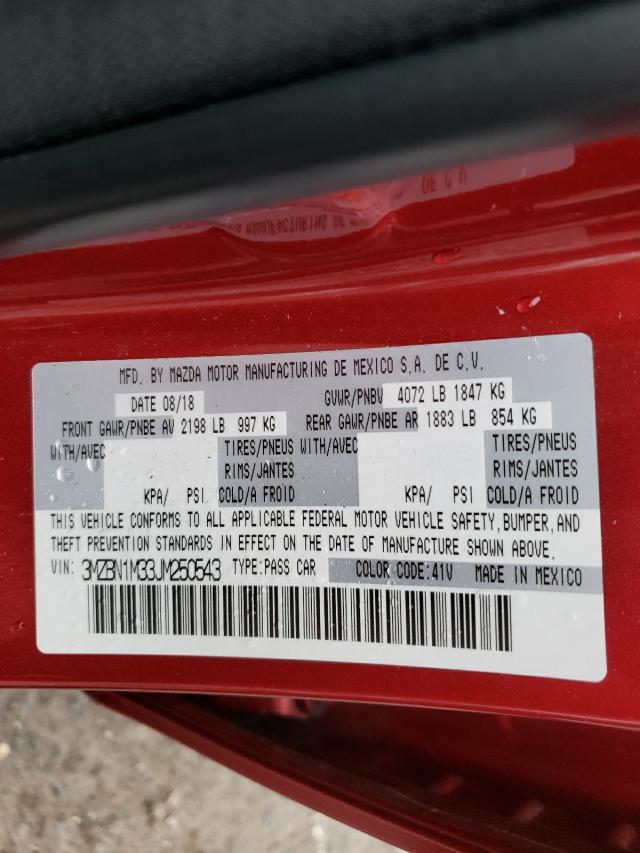 MFD. BY MAZDA MOTOR MANUFACTURING DE MEXICO S.A. DE C.V.
DATE 08/18 GVWR/PNBV 4072 LB 1847 KG
FRONT GAWR/PNBE AV 2198 LB 997 KG REAR GAWR/PNBE AR 1883 LB 854 KG
WITH/AVEC TIRES/PNEUS WITH/AVEC TIRES/PNEUS
RIMS/JANTES RIMS/JANTES
KPA/ PSI COLD/A FROID KPA/ PSI COLD/A FROID
THIS VEHICLE CONFORMS TO ALL APPLICABLE FEDERAL MOTOR VEHICLE SAFETY, BUMPER, AND
THEFT PREVENTION STANDARDS IN EFFECT ON THE DATE OF MANUFACTURE SHOWN ABOVE.
VIN: 3MZBN1M33JM250543 TYPE:PASS CAR COLOR CODE:41V MADE IN MEXICO